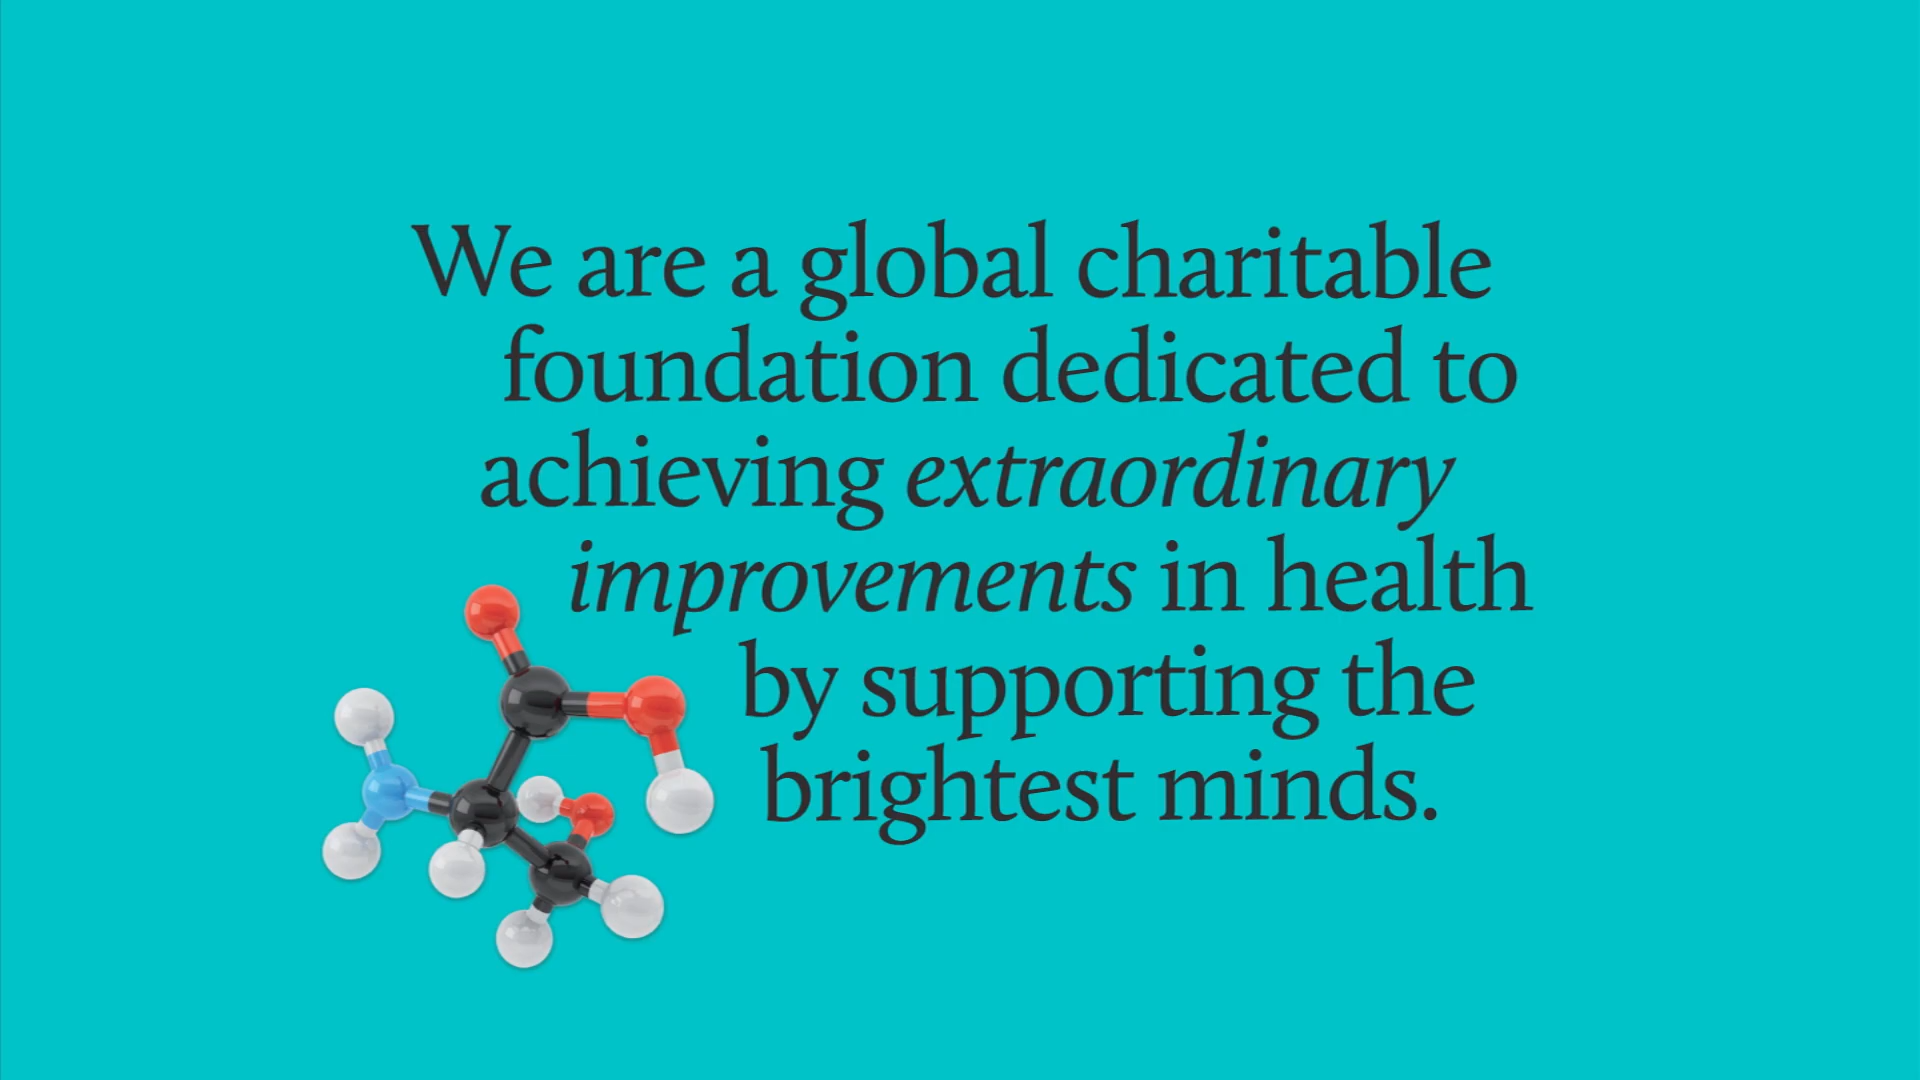 We are a global charitable
foundation dedicated to
achieving extraordinary
improvements in health
by supporting the
brightest minds.